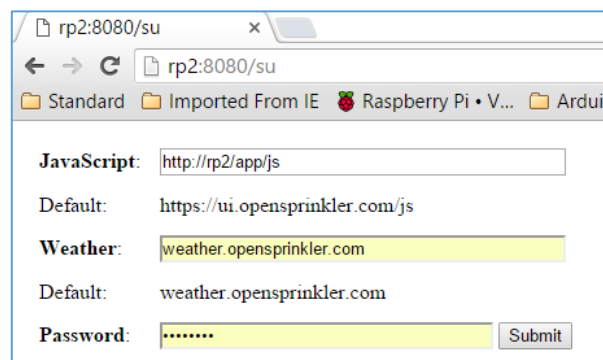 rp2:8080/su ×
rp2:8080/su
Standard Imported From IE Raspberry Pi • V... Ardui
JavaScript: http://rp2/app/js
Default: https://ui.opensprinkler.com/js
Weather: weather.opensprinkler.com
Default: weather.opensprinkler.com
Password: •••••••• Submit